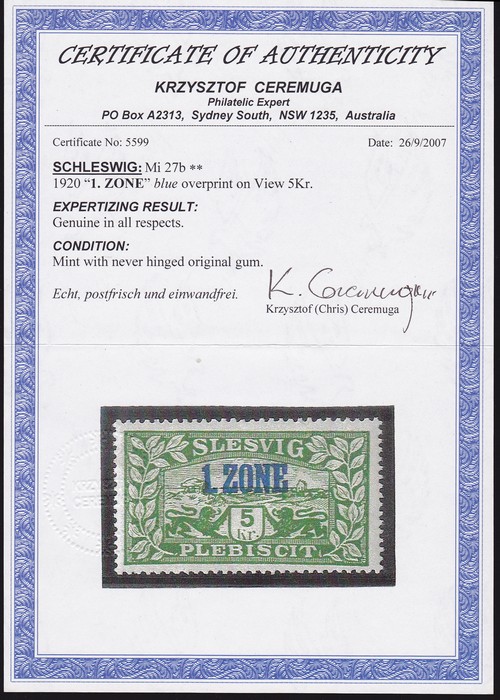 CERTIFICATE OF AUTHENTICITY
KRZYSZTOF CEREMUGA
Philatelic Expert
PO Box A2313, Sydney South, NSW 1235, Australia
Certificate No: 5599 Date: 26/9/2007
SCHLESWIG: Mi 27b **
1920 “1. ZONE” blue overprint on View 5Kr.
EXPERTIZING RESULT:
Genuine in all respects.
CONDITION:
Mint with never hinged original gum.
Echt, postfrisch und einwandfrei.
K. Ceremuga
Krzysztof (Chris) Ceremuga
SLESVIG
1. ZONE
5
Kr.
PLEBISCIT